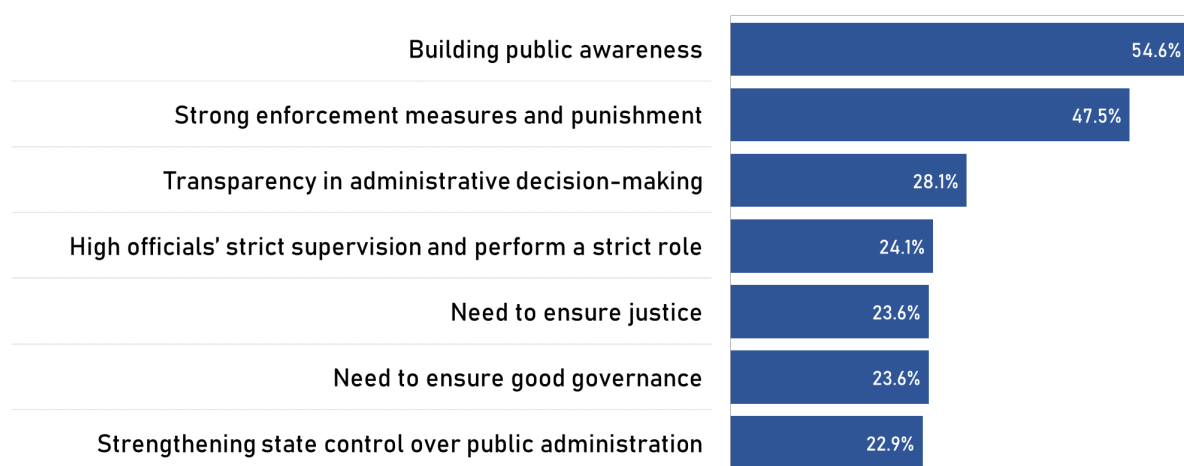 Building public awareness 54.6%
Strong enforcement measures and punishment 47.5%
Transparency in administrative decision-making 28.1%
High officials’ strict supervision and perform a strict role 24.1%
Need to ensure justice 23.6%
Need to ensure good governance 23.6%
Strengthening state control over public administration 22.9%